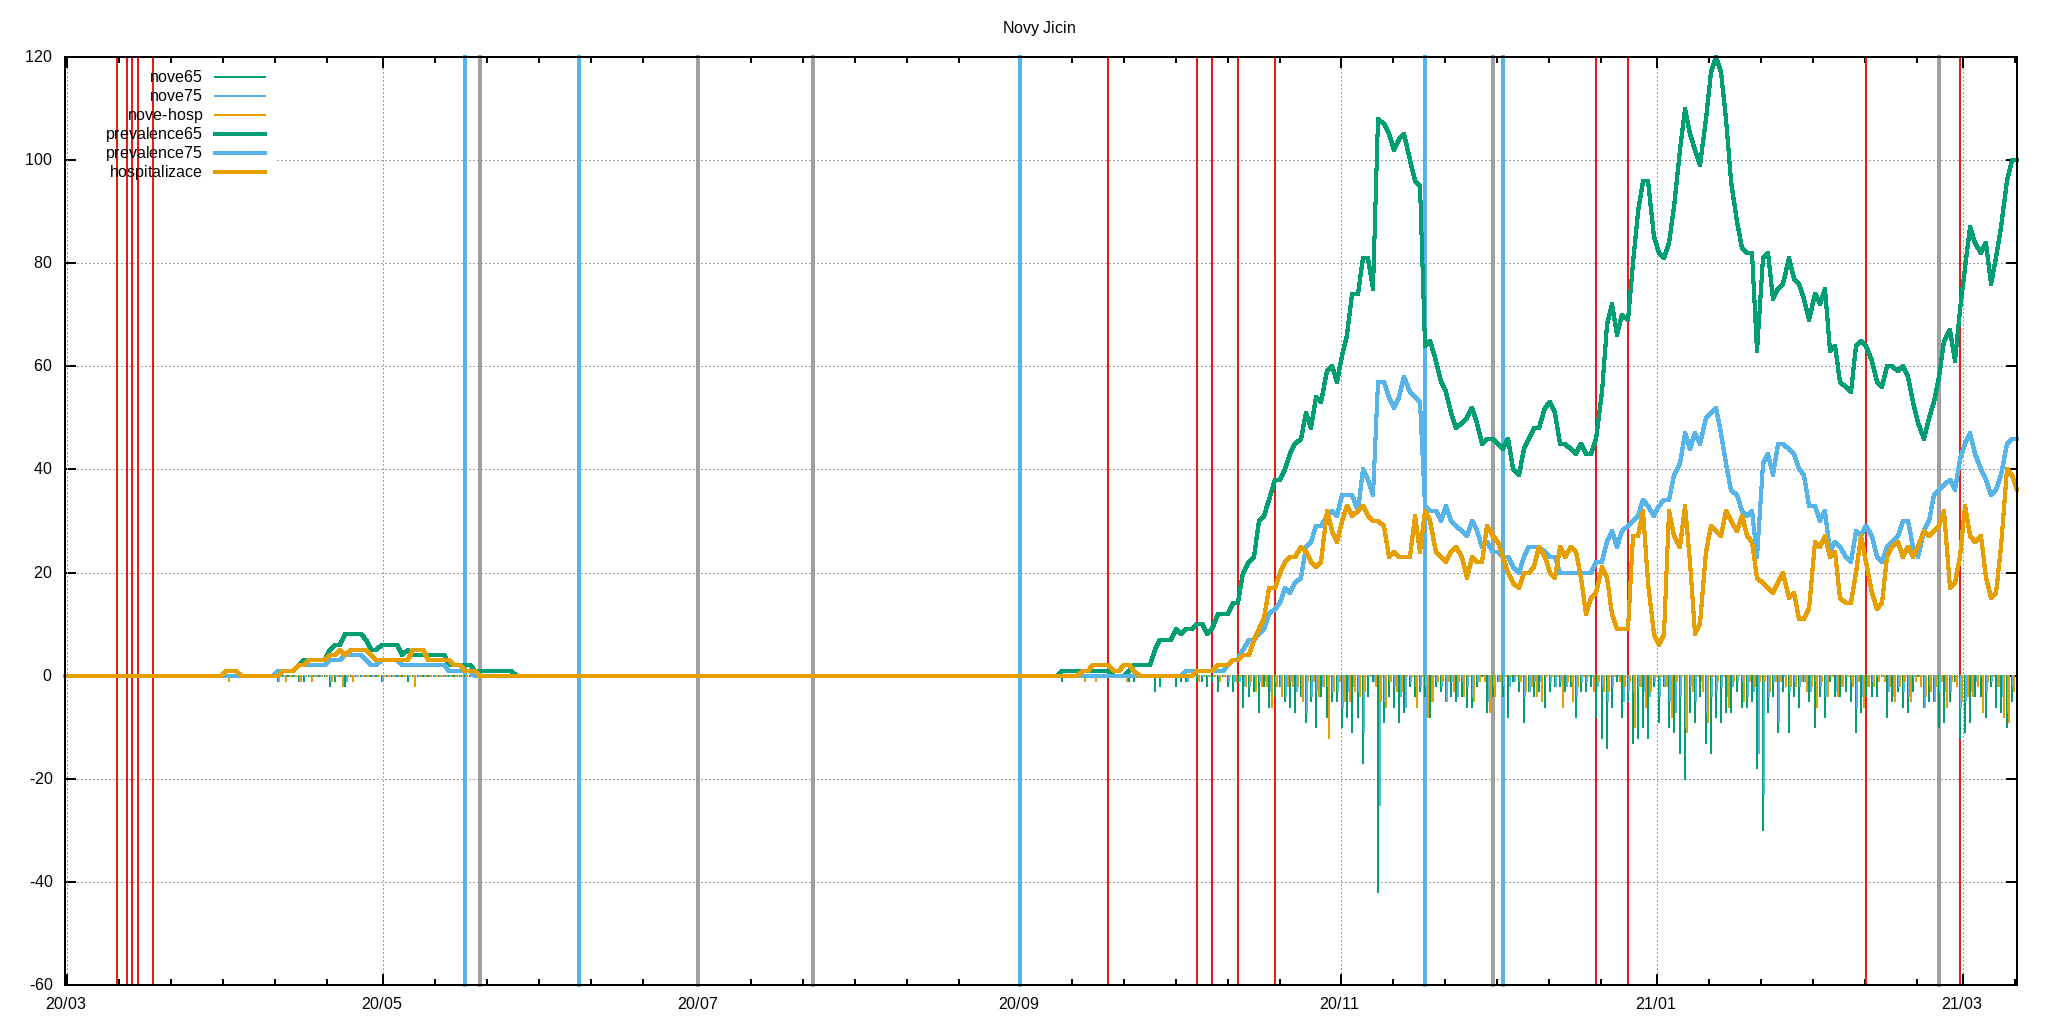 Novy Jicin
120
100
80
60
40
20
0
-20
-40
-60
nove65
nove75
nove-hosp
prevalence65
prevalence75
hospitalizace
20/03 20/05 20/07 20/09 20/11 21/01 21/03